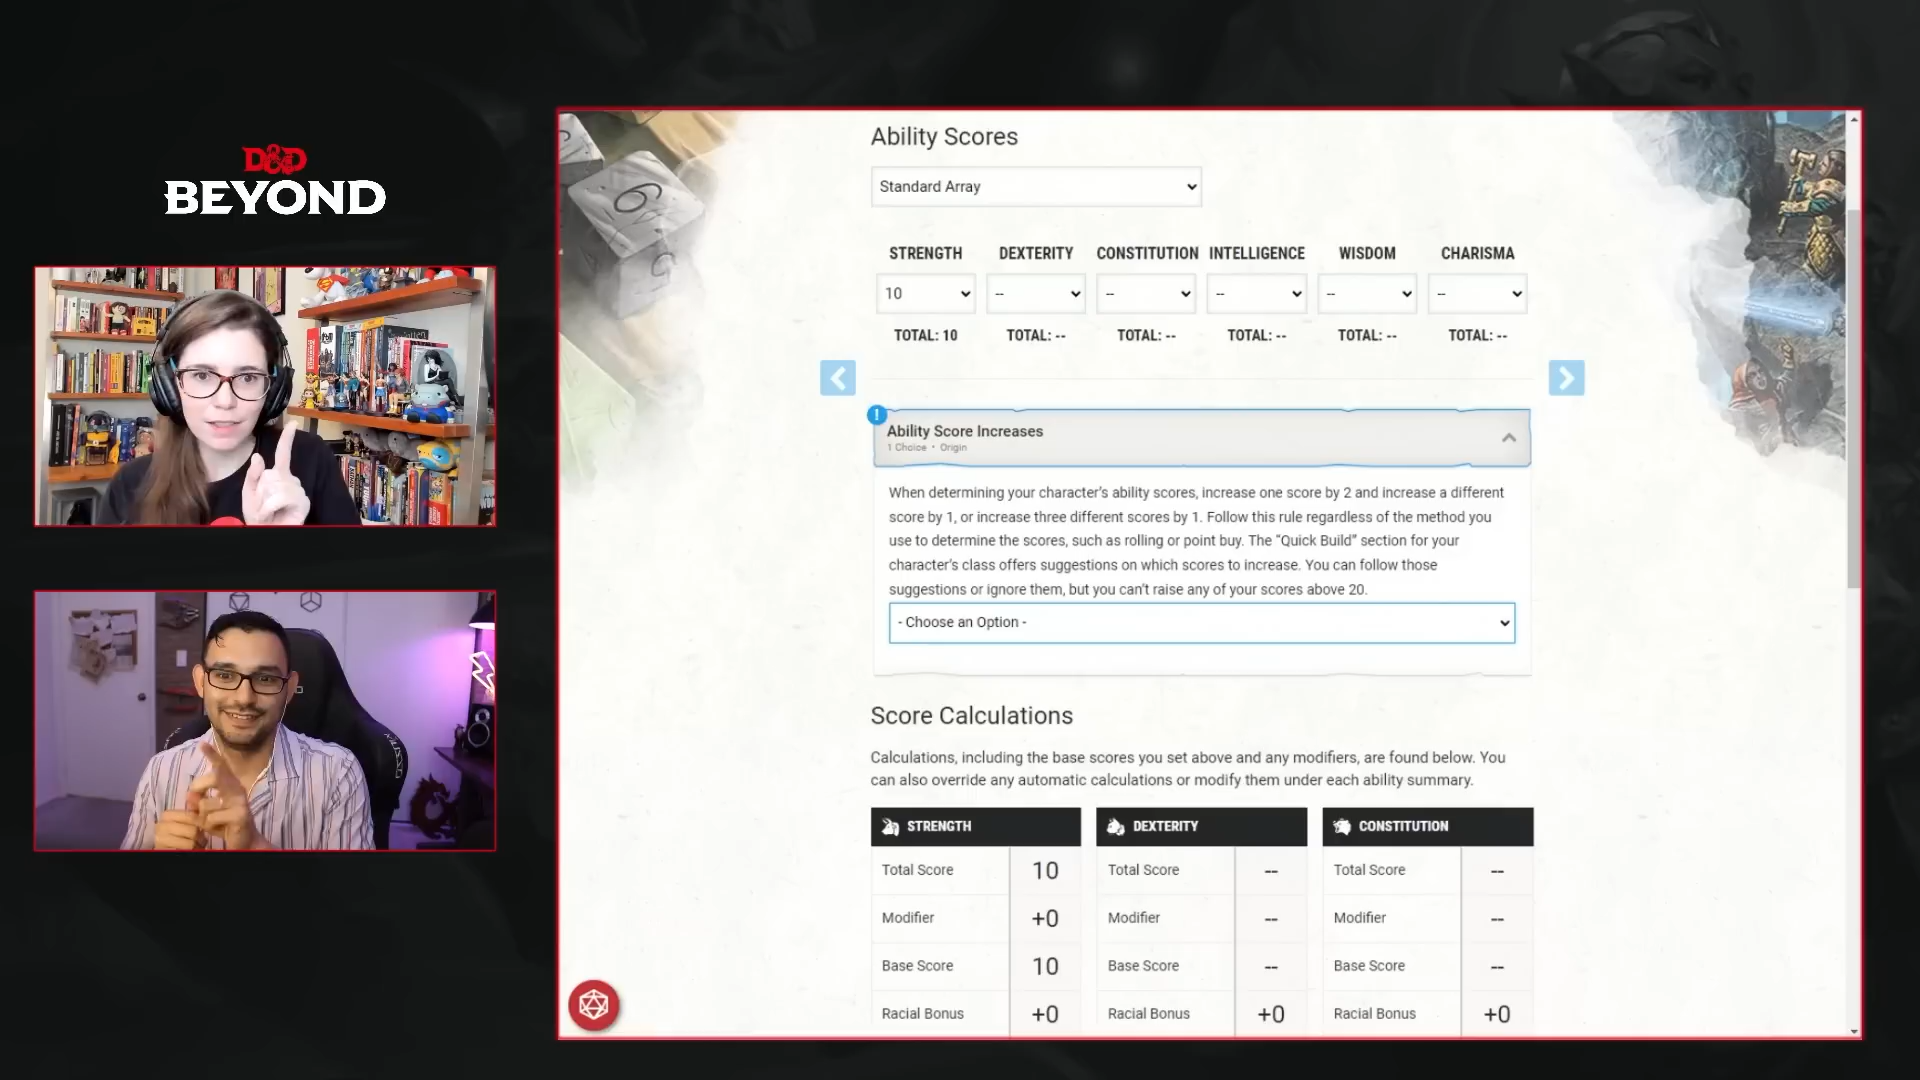 D&D
BEYOND
Ability Scores
Standard Array
STRENGTH DEXTERITY CONSTITUTION INTELLIGENCE WISDOM CHARISMA
10 -- -- -- -- --
TOTAL: 10 TOTAL: -- TOTAL: -- TOTAL: -- TOTAL: -- TOTAL: --
!
Ability Score Increases
1 Choice • Origin
When determining your character’s ability scores, increase one score by 2 and increase a different
score by 1, or increase three different scores by 1. Follow this rule regardless of the method you
use to determine the scores, such as rolling or point buy. The “Quick Build” section for your
character’s class offers suggestions on which scores to increase. You can follow those
suggestions or ignore them, but you can’t raise any of your scores above 20.
- Choose an Option -
Score Calculations
Calculations, including the base scores you set above and any modifiers, are found below. You
can also override any automatic calculations or modify them under each ability summary.
STRENGTH DEXTERITY CONSTITUTION
Total Score 10 Total Score -- Total Score --
Modifier +0 Modifier -- Modifier --
Base Score 10 Base Score -- Base Score --
Racial Bonus +0 Racial Bonus +0 Racial Bonus +0